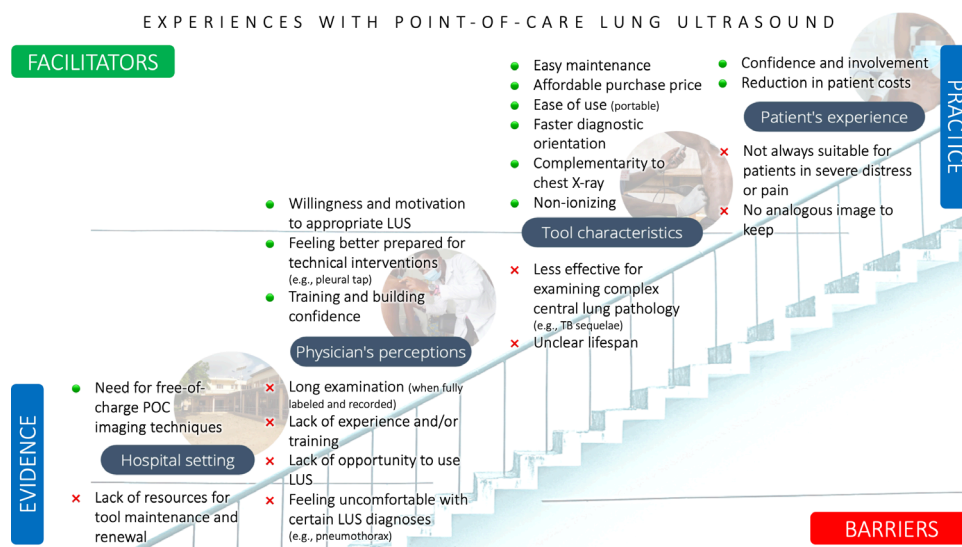 EXPERIENCES WITH POINT-OF-CARE LUNG ULTRASOUND
FACILITATORS
Easy maintenance
Affordable purchase price
Ease of use (portable)
Faster diagnostic
orientation
Complementarity to
chest X-ray
Non-ionizing
Tool characteristics
Less effective for
examining complex
central lung pathology
(e.g., TB sequelae)
Unclear lifespan
Confidence and involvement
Reduction in patient costs
Patient's experience
Not always suitable for
patients in severe distress
or pain
No analogous image to
keep
PRACTICE
Willingness and motivation
to appropriate LUS
Feeling better prepared for
technical interventions
(e.g., pleural tap)
Training and building
confidence
Physician's perceptions
Long examination (when fully
labeled and recorded)
Lack of experience and/or
training
Lack of opportunity to use
LUS
Feeling uncomfortable with
certain LUS diagnoses
(e.g., pneumothorax)
EVIDENCE
Need for free-of-
charge POC
imaging techniques
Hospital setting
Lack of resources for
tool maintenance and
renewal
BARRIERS